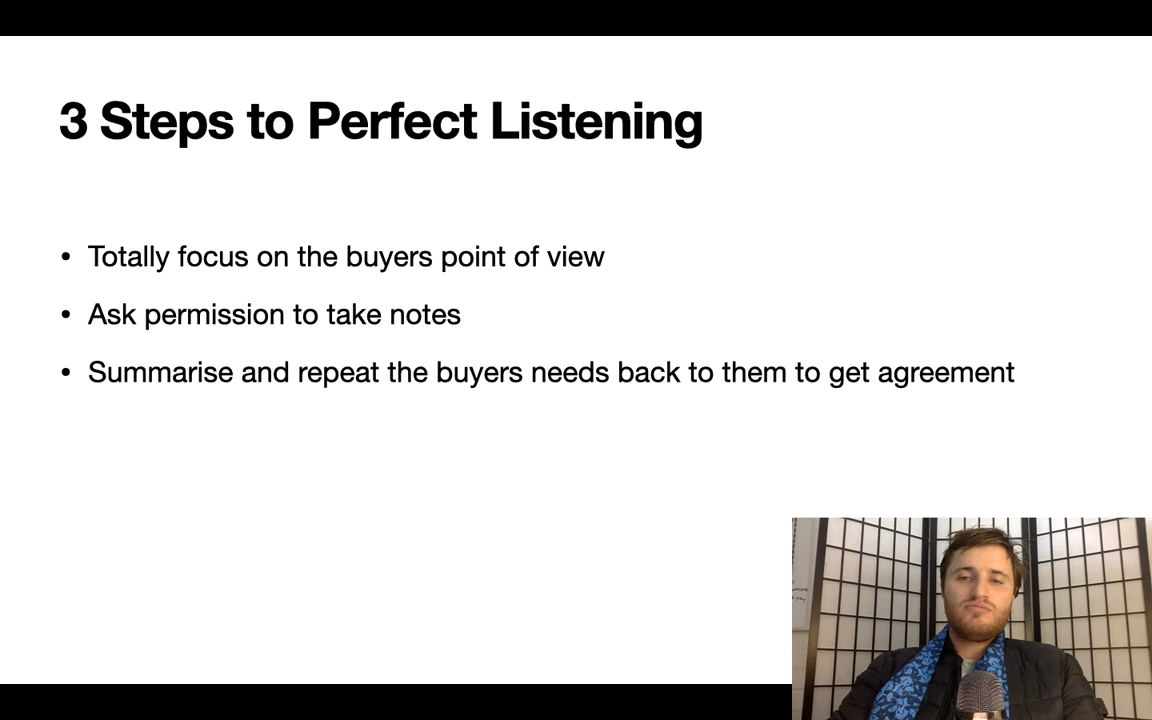 3 Steps to Perfect Listening
• Totally focus on the buyers point of view
• Ask permission to take notes
• Summarise and repeat the buyers needs back to them to get agreement